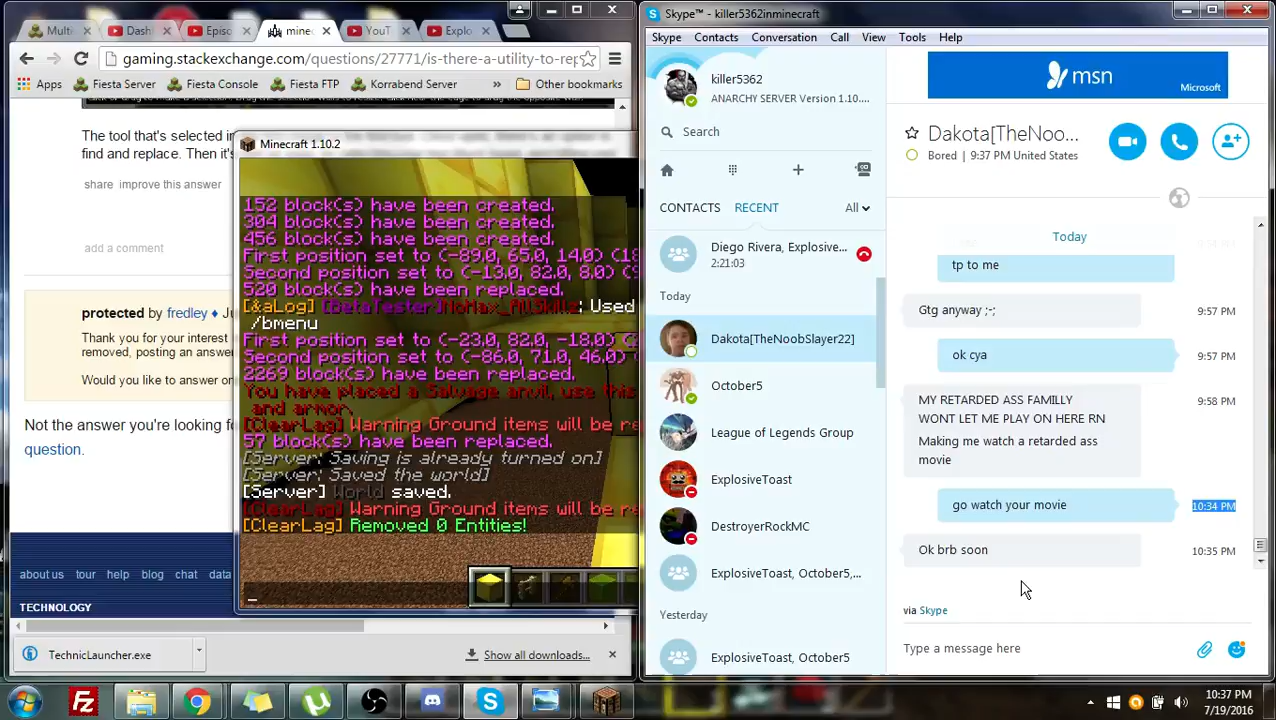 Multi
Dash
Episo
mine
YouT
Explo
gaming.stackexchange.com/questions/27771/is-there-a-utility-to-rep
Apps
Fiesta Server
Fiesta Console
Fiesta FTP
Korrabend Server
»
Other bookmarks
The tool that's selected i
find and replace. Then it's
share improve this answer
add a comment
protected by fredley ♦ Ju
Thank you for your interest
removed, posting an answe
Would you like to answer on
Not the answer you're looking f
question.
about us tour help blog chat data
TECHNOLOGY
TechnicLauncher.exe
Show all downloads...
Minecraft 1.10.2
152 block(s) have been created.
304 block(s) have been created.
456 block(s) have been created.
First position set to (-89.0, 65.0, 14.0) (18
Second position set to (-13.0, 82.0, 8.0) (9
520 block(s) have been replaced.
[&aLog] [BetaTester]NoMax_AllSkillz: Used
/bmenu
First position set to (-23.0, 82.0, -18.0) (
Second position set to (-86.0, 71.0, 46.0) (
2269 block(s) have been replaced.
You have placed a Salvage anvil, use this
and armor.
[ClearLag] Warning Ground items will be re
57 block(s) have been replaced.
[Server: Saving is already turned on]
[Server: Saved the world]
[Server] World saved.
[ClearLag] Warning Ground items will be re
[ClearLag] Removed 0 Entities!
_
Skype™ - killer5362inminecraft
Skype Contacts Conversation Call View Tools Help
killer5362
ANARCHY SERVER Version 1.10....
Search
CONTACTS RECENT All
Diego Rivera, Explosive...
2:21:03
Today
Dakota[TheNoobSlayer22]
October5
League of Legends Group
ExplosiveToast
DestroyerRockMC
ExplosiveToast, October5,...
Yesterday
ExplosiveToast, October5
msn
Microsoft
Dakota[TheNoo...
Bored | 9:37 PM United States
Today
tp to me
Gtg anyway ;-;
9:57 PM
ok cya
9:57 PM
MY RETARDED ASS FAMILLY
WONT LET ME PLAY ON HERE RN
9:58 PM
Making me watch a retarded ass
movie
go watch your movie
10:34 PM
Ok brb soon
10:35 PM
via Skype
Type a message here
10:37 PM
7/19/2016